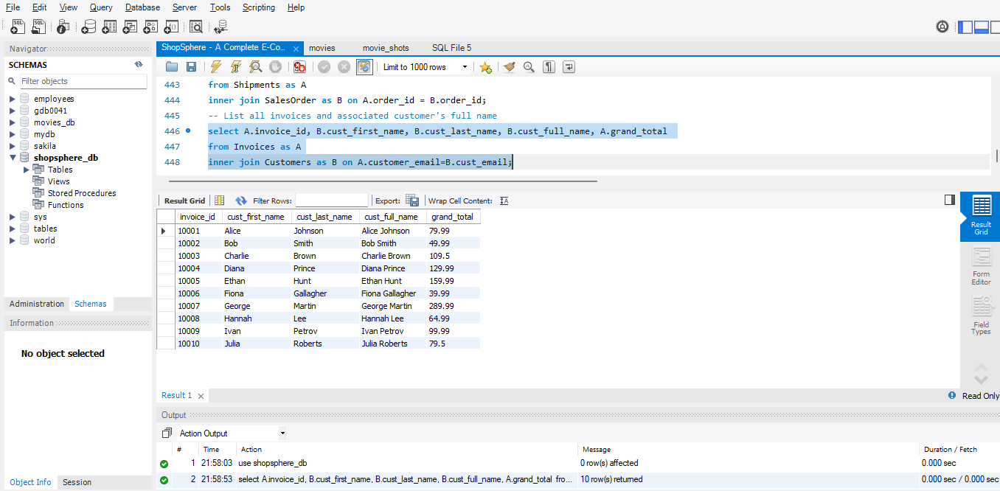 File Edit View Query Database Server Tools Scripting Help
Navigator
SCHEMAS
Filter objects
employees
gdb0041
movies_db
mydb
sakila
shopsphere_db
Tables
Views
Stored Procedures
Functions
sys
tables
world
Administration Schemas
Information
No object selected
Object Info Session
ShopSphere - A Complete E-Co... movies movie_shots SQL File 5
Limit to 1000 rows
443 from Shipments as A
444 inner join SalesOrder as B on A.order_id = B.order_id;
445 -- List all invoices and associated customer's full name
446 select A.invoice_id, B.cust_first_name, B.cust_last_name, B.cust_full_name, A.grand_total
447 from Invoices as A
448 inner join Customers as B on A.customer_email=B.cust_email;
Result Grid Filter Rows: Export: Wrap Cell Content:
invoice_id cust_first_name cust_last_name cust_full_name grand_total
10001 Alice Johnson Alice Johnson 79.99
10002 Bob Smith Bob Smith 49.99
10003 Charlie Brown Charlie Brown 109.5
10004 Diana Prince Diana Prince 129.99
10005 Ethan Hunt Ethan Hunt 159.99
10006 Fiona Gallagher Fiona Gallagher 39.99
10007 George Martin George Martin 289.99
10008 Hannah Lee Hannah Lee 64.99
10009 Ivan Petrov Ivan Petrov 99.99
10010 Julia Roberts Julia Roberts 79.5
Result
Grid
Form
Editor
Field
Types
Result 1
Read Only
Output
Action Output
# Time Action Message Duration / Fetch
1 21:58:03 use shopsphere_db 0 row(s) affected 0.000 sec
2 21:58:53 select A.invoice_id, B.cust_first_name, B.cust_last_name, B.cust_full_name, A.grand_total fro... 10 row(s) returned 0.000 sec / 0.000 sec